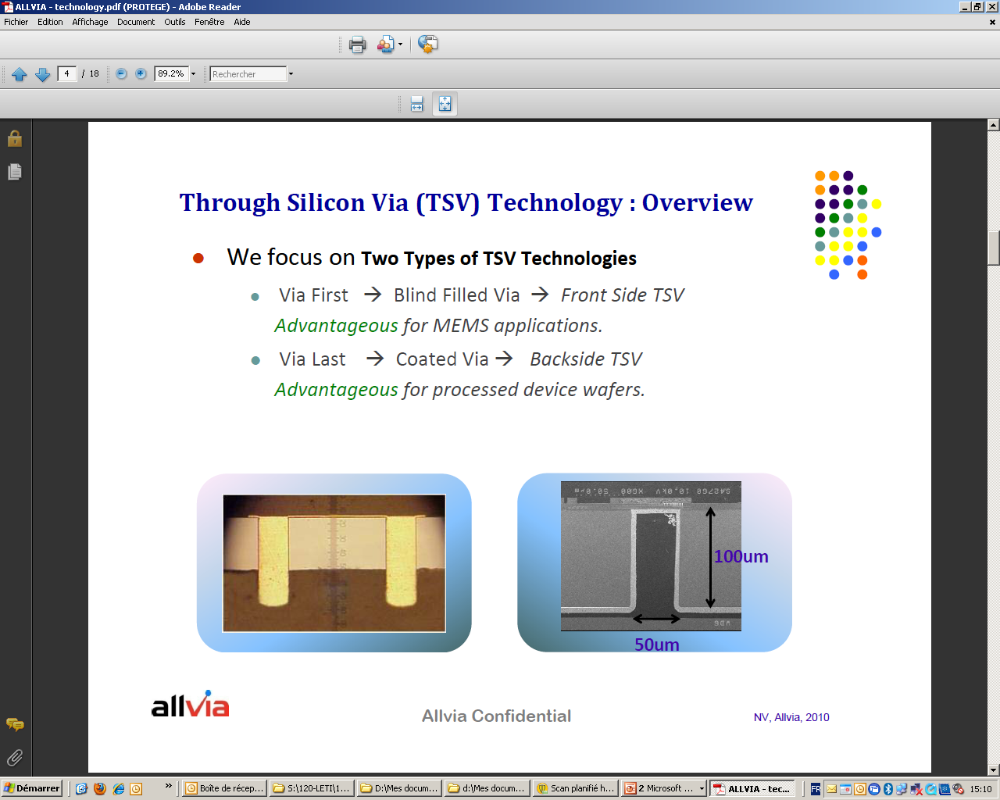 ALLVIA - technology.pdf (PROTEGE) - Adobe Reader
Fichier Edition Affichage Document Outils Fenêtre Aide
4 / 18 89.2% Rechercher
Through Silicon Via (TSV) Technology : Overview
We focus on Two Types of TSV Technologies
Via First → Blind Filled Via → Front Side TSV
Advantageous for MEMS applications.
Via Last → Coated Via → Backside TSV
Advantageous for processed device wafers.
100um
50um
allvia
Allvia Confidential
NV, Allvia, 2010
Démarrer » Boîte de récep... S:\120-LETI\1... D:\Mes docum... d:\Mes docum... Scan planifié h... 2 Microsoft ... ALLVIA - tec... FR 15:10